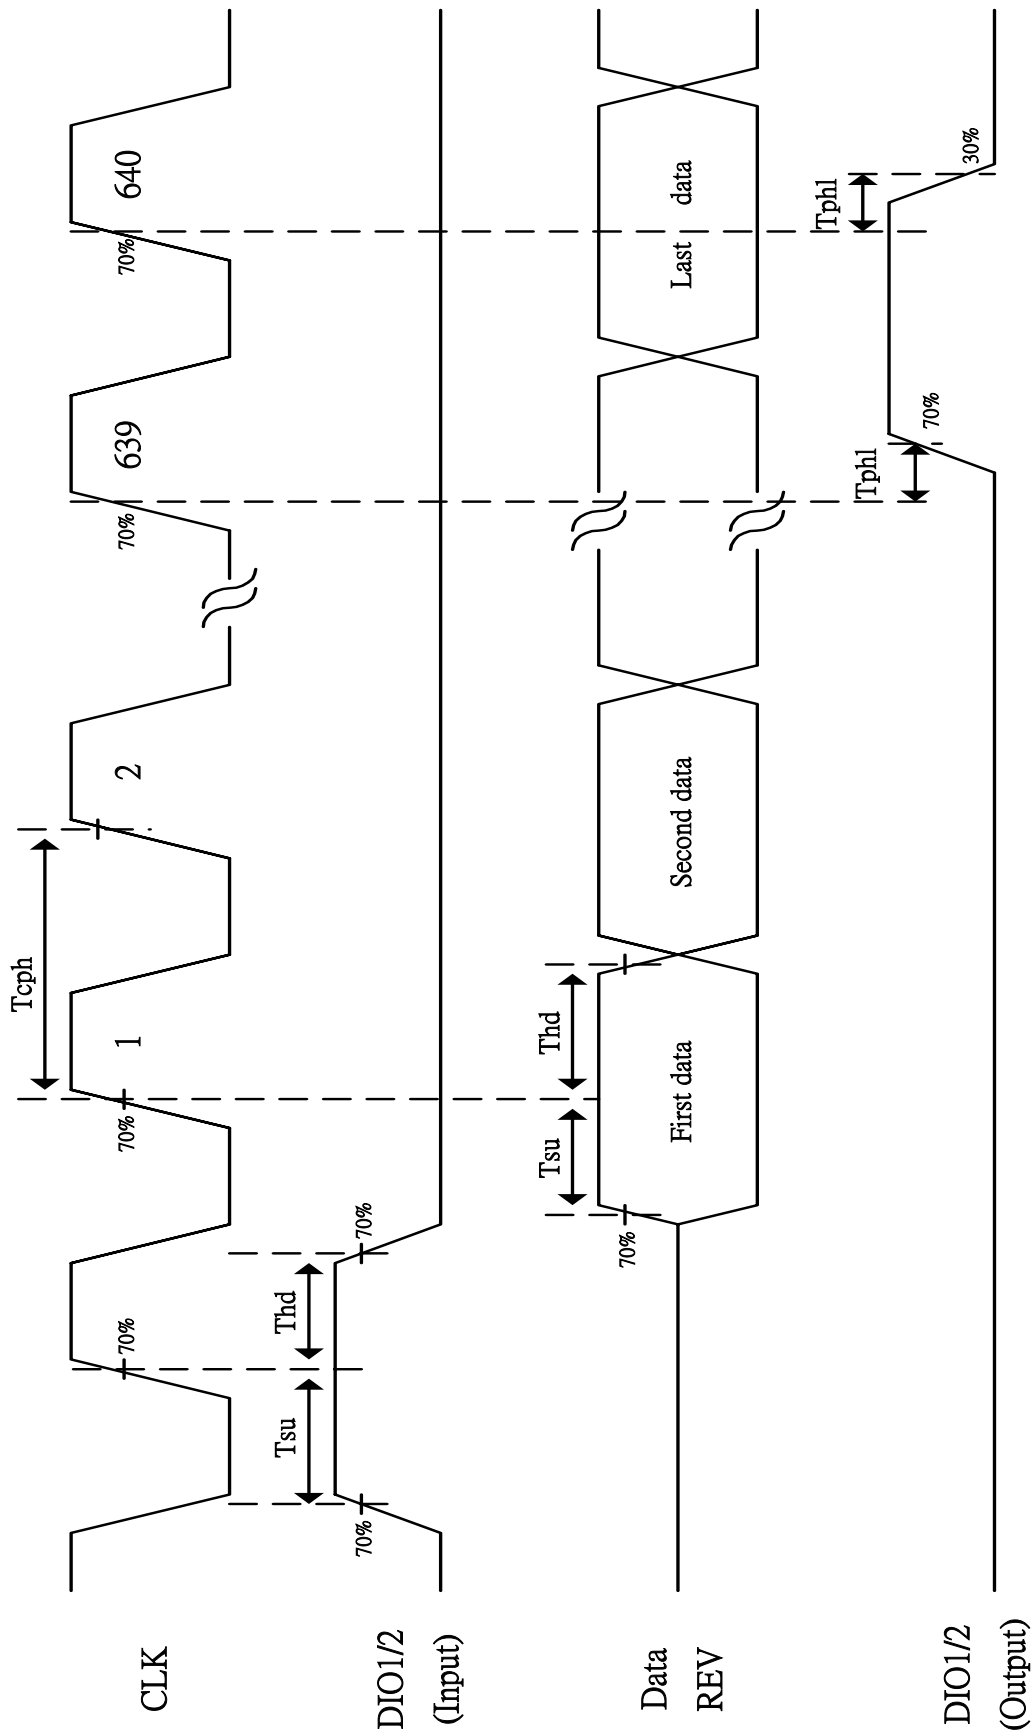 Tcph
CLK
70%
70%
1
2
70%
639
70%
640
DIO1/2
(Input)
70%
Tsu
Thd
70%
Data
REV
70%
Tsu
Thd
First data
Second data
Last data
DIO1/2
(Output)
Tphl
70%
Tphl
30%